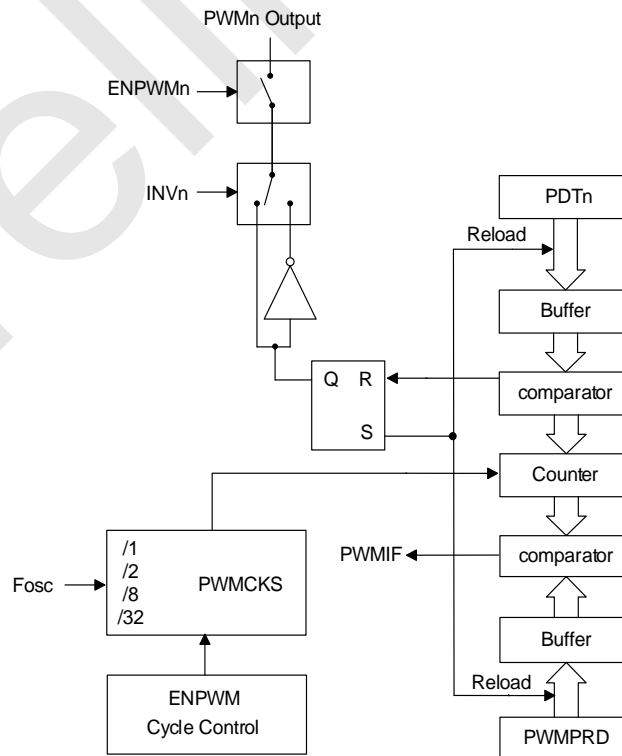 PWMn Output
ENPWMn
INVn
PDTn
Reload
Buffer
Q R
comparator
S
Counter
/1
/2
/8
/32
PWMCKS
Fosc
PWMIF
comparator
Buffer
Reload
ENPWM
Cycle Control
PWMPRD